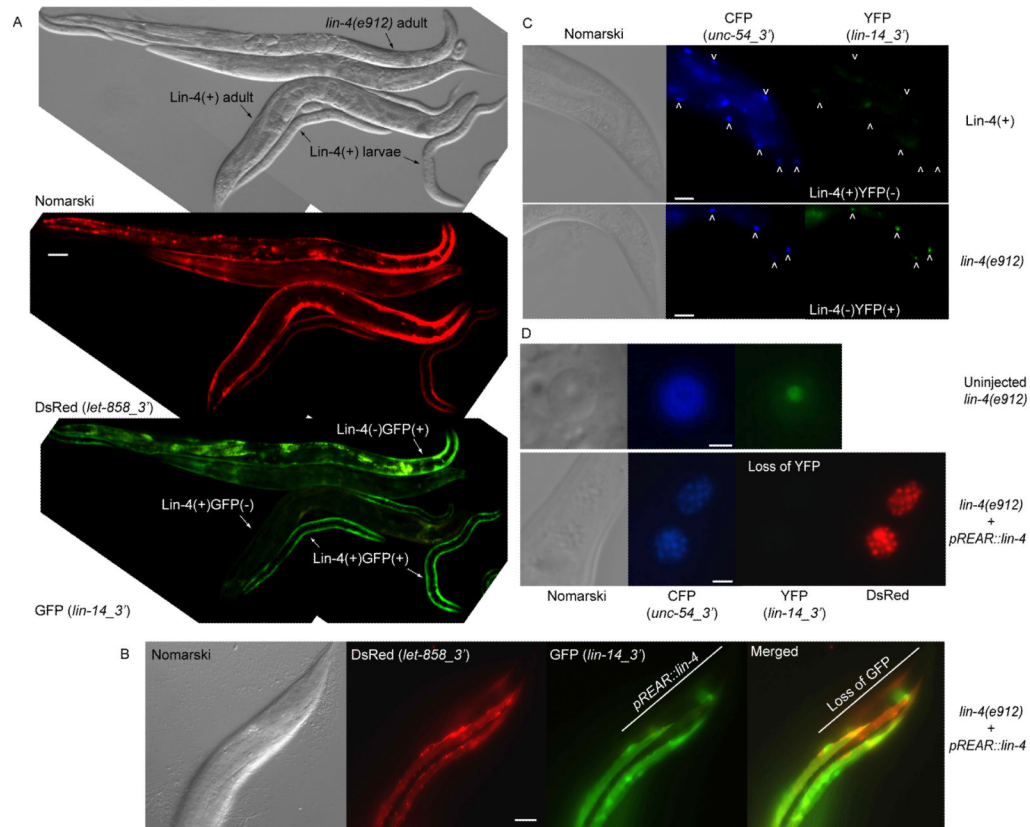 A
lin-4(e912) adult
Lin-4(+) adult
Lin-4(+) larvae
Nomarski
DsRed (let-858_3')
Lin-4(-)GFP(+)
Lin-4(+)GFP(-)
Lin-4(+)GFP(+)
GFP (lin-14_3')
C
Nomarski
CFP
(unc-54_3')
YFP
(lin-14_3')
Lin-4(+)
Lin-4(+)YFP(-)
lin-4(e912)
Lin-4(-)YFP(+)
D
Uninjected
lin-4(e912)
Loss of YFP
lin-4(e912)
+
pREAR::lin-4
Nomarski
CFP
(unc-54_3')
YFP
(lin-14_3')
DsRed
B
Nomarski
DsRed (let-858_3')
GFP (lin-14_3')
Merged
pREAR::lin-4
Loss of GFP
lin-4(e912)
+
pREAR::lin-4